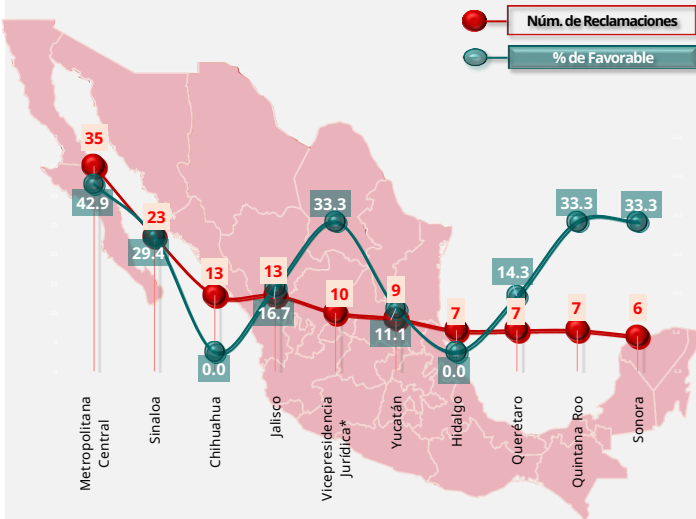 Núm. de Reclamaciones
% de Favorable
35
42.9
23
29.4
13
0.0
13
16.7
33.3
10
9
11.1
7
0.0
14.3
7
33.3
7
33.3
6
Metropolitana
Central
Sinaloa
Chihuahua
Jalisco
Vicepresidencia
Jurídica*
Yucatán
Hidalgo
Querétaro
Quintana Roo
Sonora